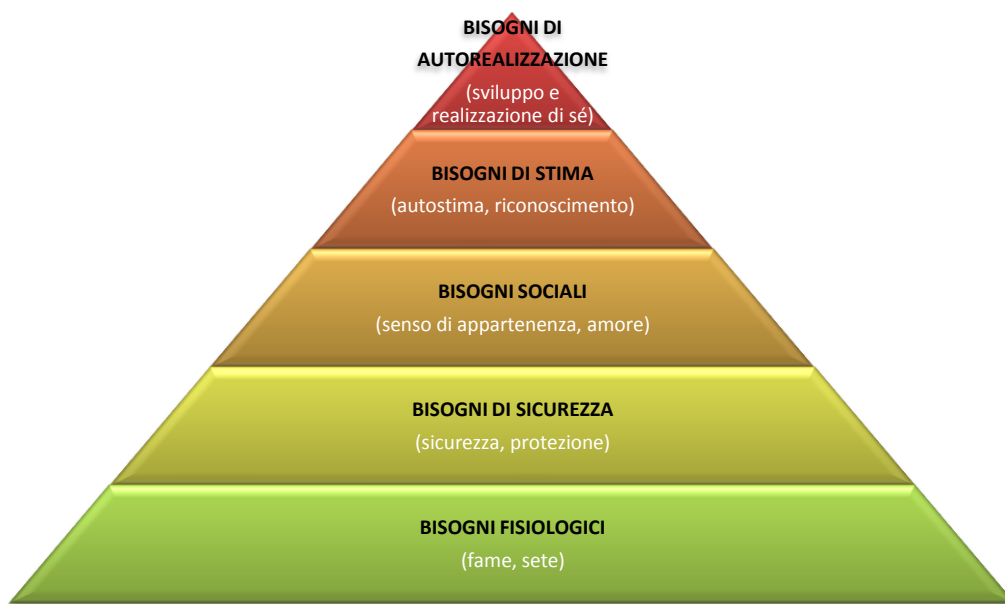 BISOGNI DI
AUTOREALIZZAZIONE
(sviluppo e
realizzazione di sé)
BISOGNI DI STIMA
(autostima, riconoscimento)
BISOGNI SOCIALI
(senso di appartenenza, amore)
BISOGNI DI SICUREZZA
(sicurezza, protezione)
BISOGNI FISIOLOGICI
(fame, sete)